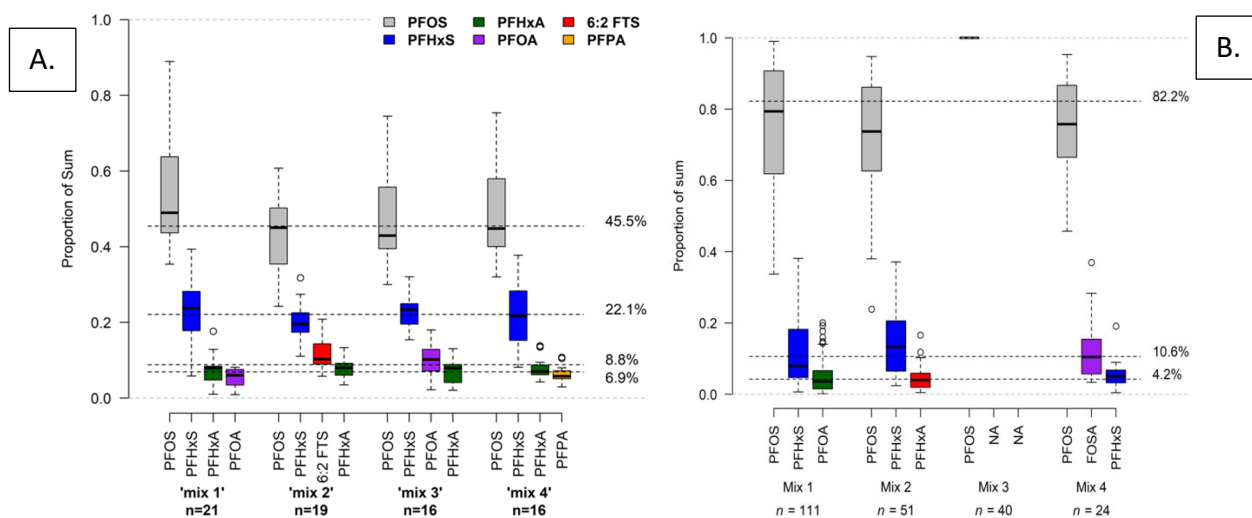 A.
PFOS PFHxA 6:2 FTS
PFHxS PFOA PFPA
Proportion of Sum
1.0
0.8
0.6
0.4
0.2
0.0
45.5%
22.1%
8.8%
6.9%
PFOS PFHxS PFHxA PFOA PFOS PFHxS 6:2 FTS PFHxA PFOS PFHxS PFOA PFHxA PFOS PFHxS PFHxA PFPA
'mix 1' 'mix 2' 'mix 3' 'mix 4'
n=21 n=19 n=16 n=16
B.
Proportion of sum
1.0
0.8
0.6
0.4
0.2
0.0
82.2%
10.6%
4.2%
PFOS PFHxS PFOA PFOS PFHxS PFHxA PFOS NA NA PFOS FOSA PFHxS
Mix 1 Mix 2 Mix 3 Mix 4
n = 111 n = 51 n = 40 n = 24